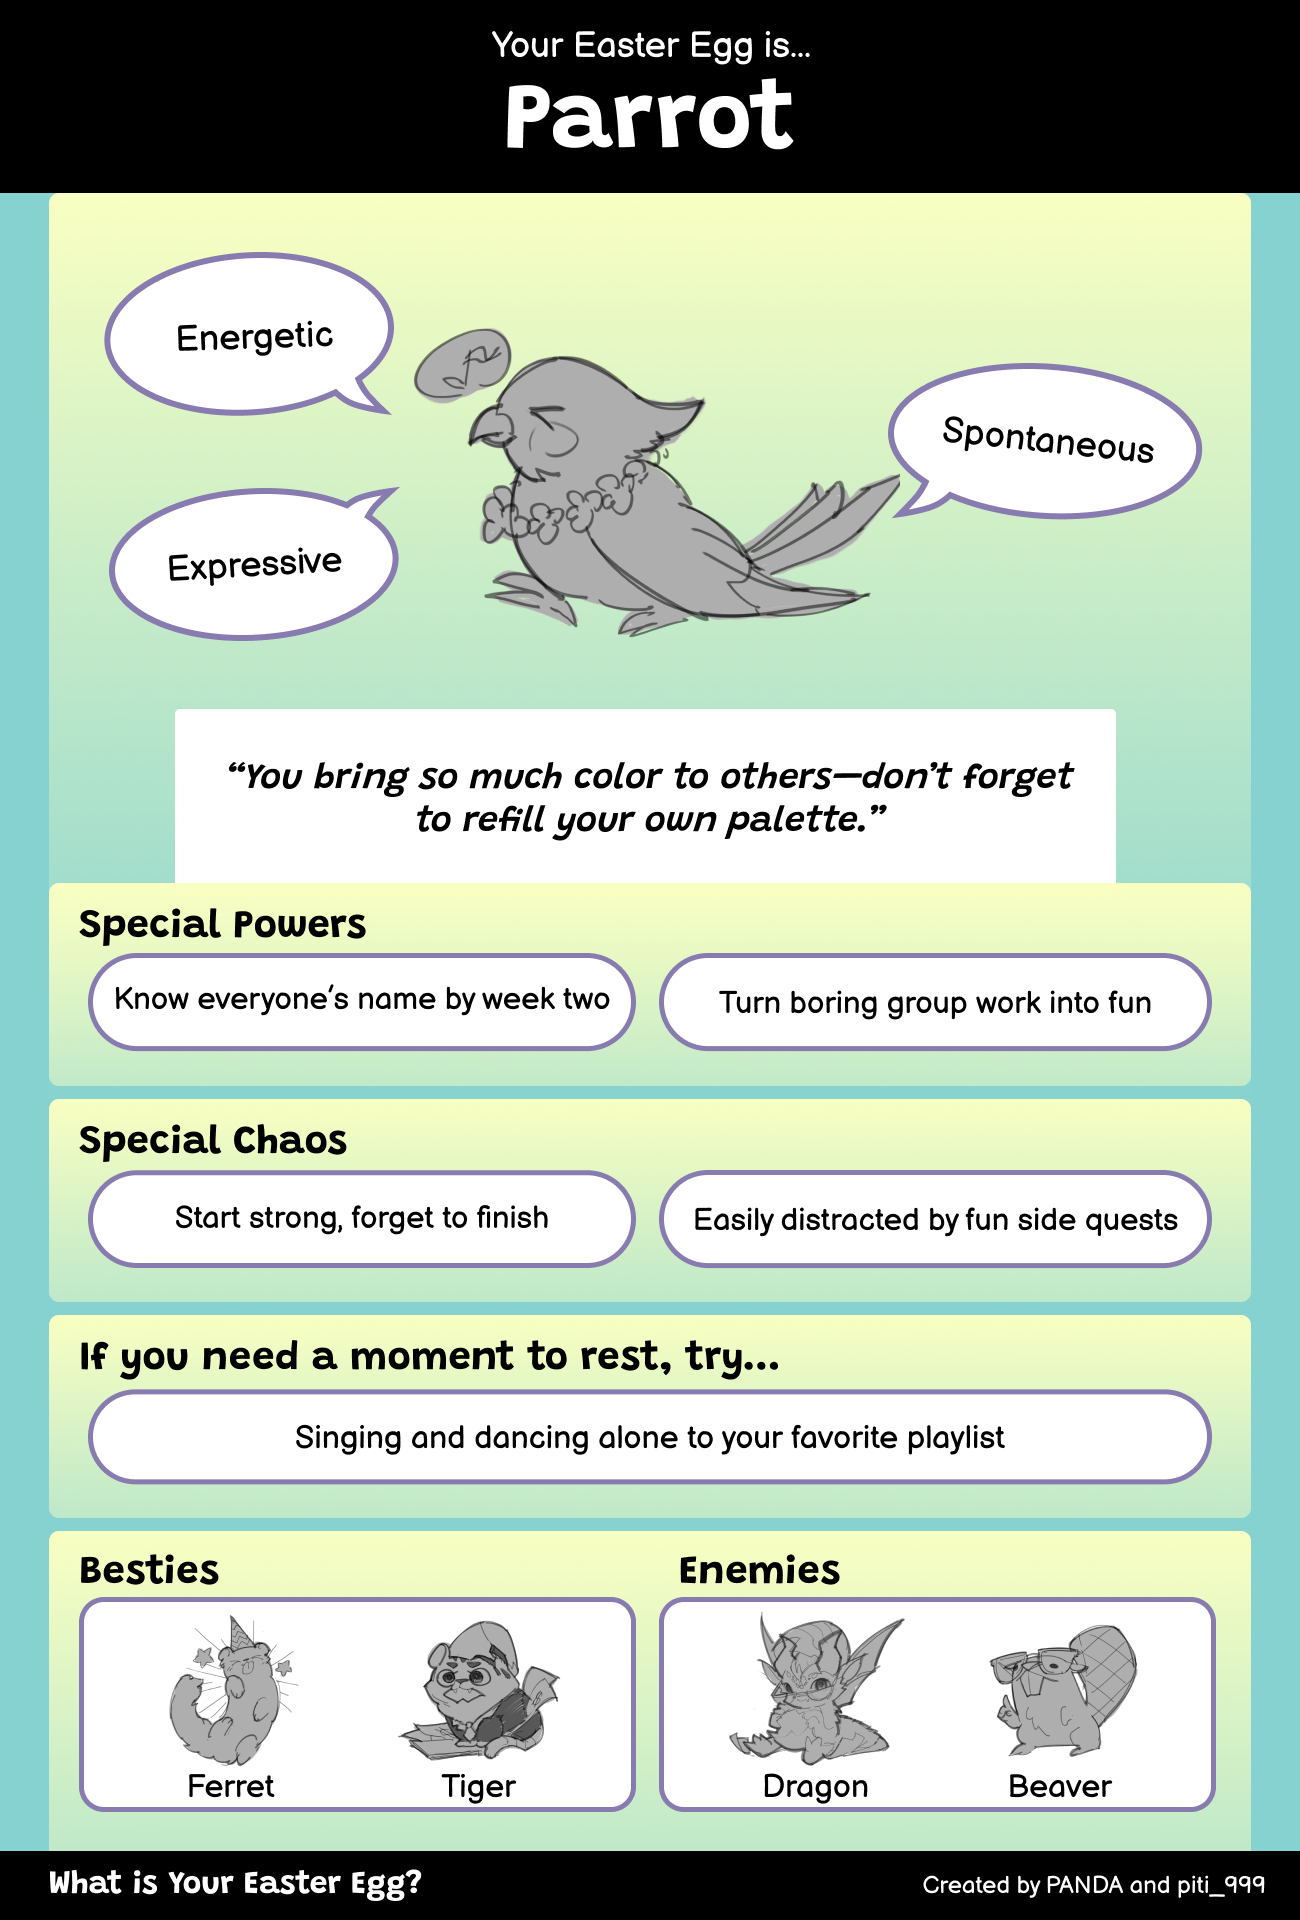 Your Easter Egg is...
Parrot
Energetic
Spontaneous
Expressive
“You bring so much color to others—don’t forget
to refill your own palette.”
Special Powers
Know everyone’s name by week two
Turn boring group work into fun
Special Chaos
Start strong, forget to finish
Easily distracted by fun side quests
If you need a moment to rest, try...
Singing and dancing alone to your favorite playlist
Besties
Enemies
Ferret
Tiger
Dragon
Beaver
What is Your Easter Egg?
Created by PANDA and piti_999